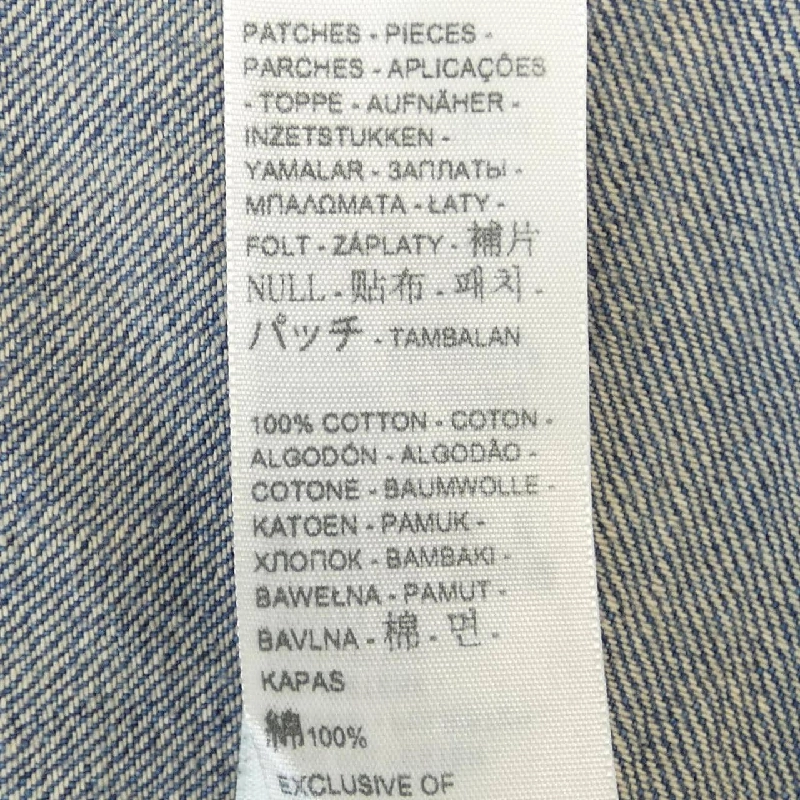 PATCHES - PIECES -
PARCHES - APLICAÇÕES
- TOPPE - AUFNÄHER -
INZETSTUKKEN -
YAMALAR - ЗАПЛАТЫ -
ΜΠΑΛΩΜΑΤΑ - ŁATY -
FOLT - ZÁPLATY - 補片
NULL - 贴布 - 패치 -
パッチ - TAMBALAN
100% COTTON - COTON -
ALGODÓN - ALGODÃO -
COTONE - BAUMWOLLE -
KATOEN - PAMUK -
ХЛОПОК - BAMBAKI -
BAWEŁNA - PAMUT -
BAVLNA - 棉 - 면 -
KAPAS
綿100%
EXCLUSIVE OF